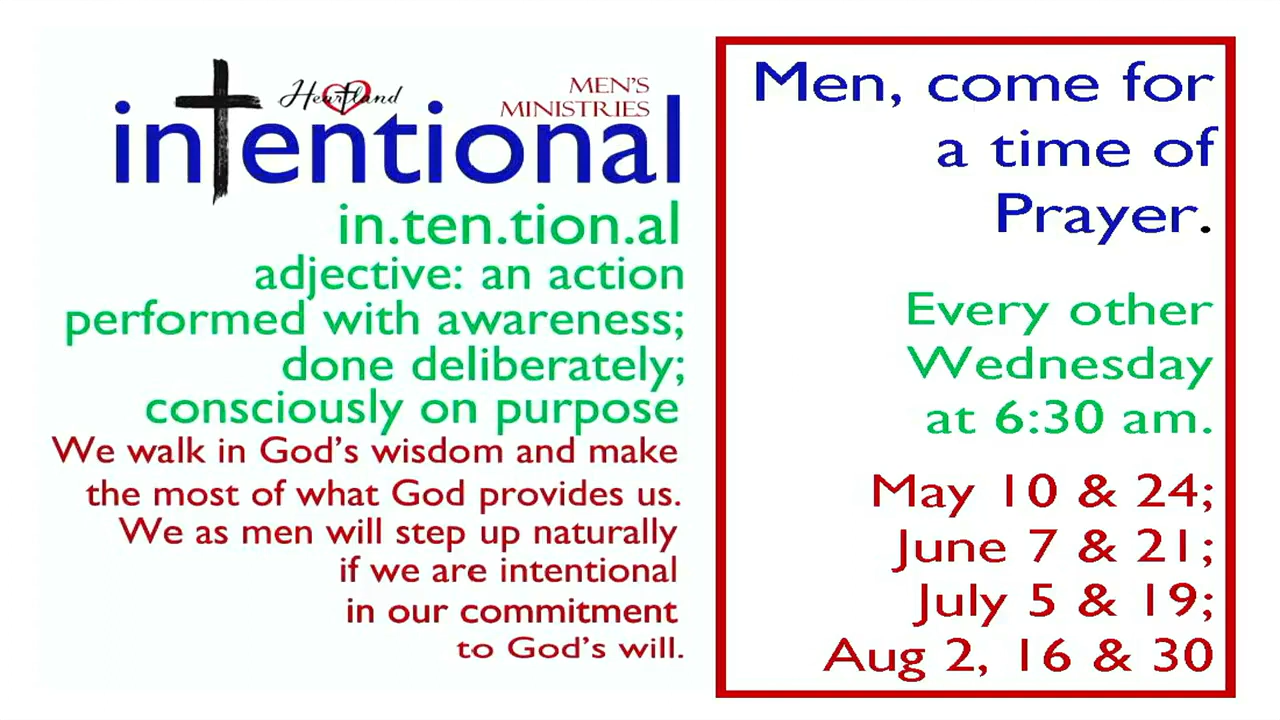 Heartland
MEN'S
MINISTRIES
intentional
in.ten.tion.al
adjective: an action
performed with awareness;
done deliberately;
consciously on purpose
We walk in God's wisdom and make
the most of what God provides us.
We as men will step up naturally
if we are intentional
in our commitment
to God's will.
Men, come for
a time of
Prayer.
Every other
Wednesday
at 6:30 am.
May 10 & 24;
June 7 & 21;
July 5 & 19;
Aug 2, 16 & 30